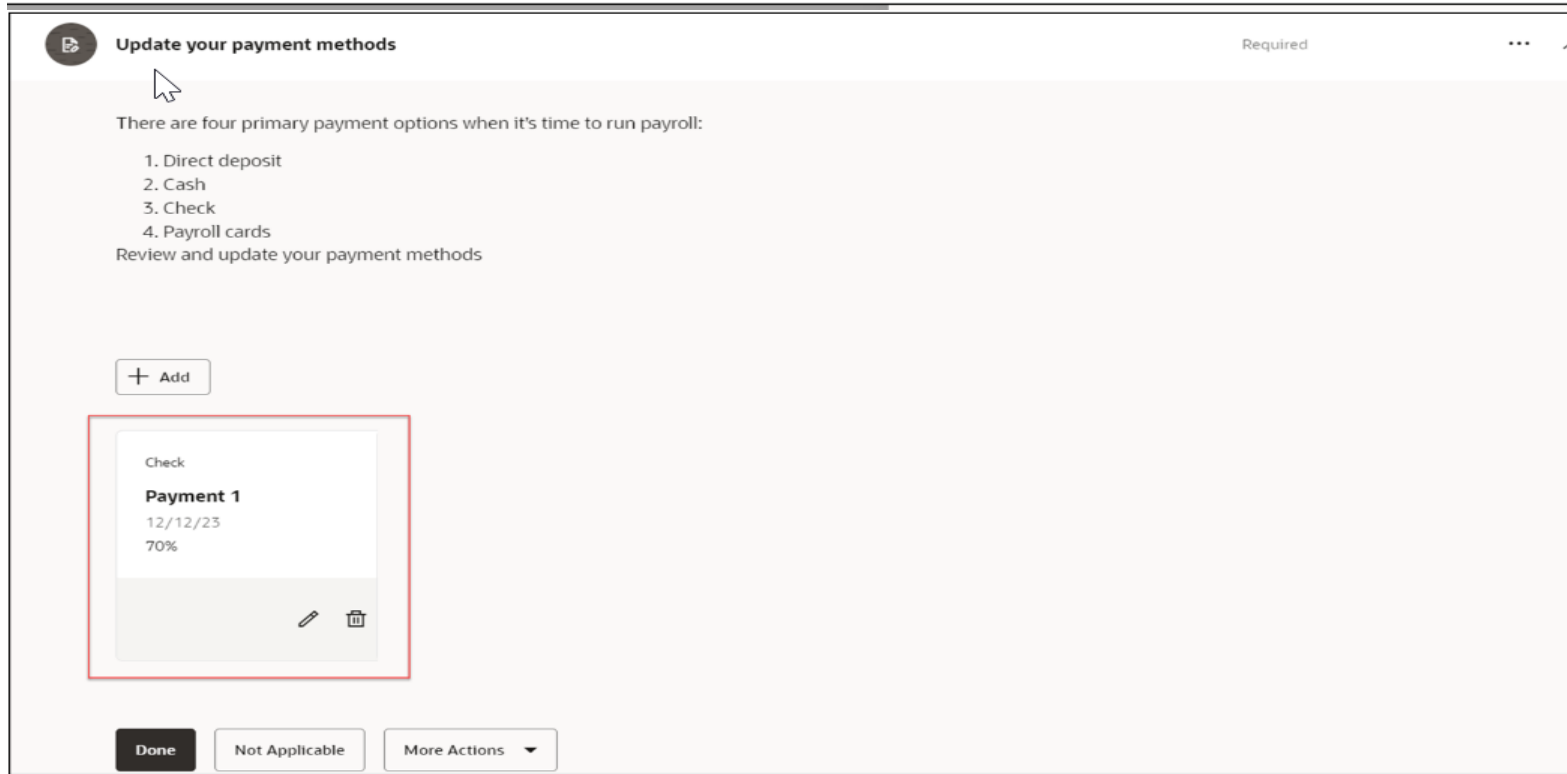 Update your payment methods
Required
There are four primary payment options when it's time to run payroll:
1. Direct deposit
2. Cash
3. Check
4. Payroll cards
Review and update your payment methods
+ Add
Check
Payment 1
12/12/23
70%
Done
Not Applicable
More Actions